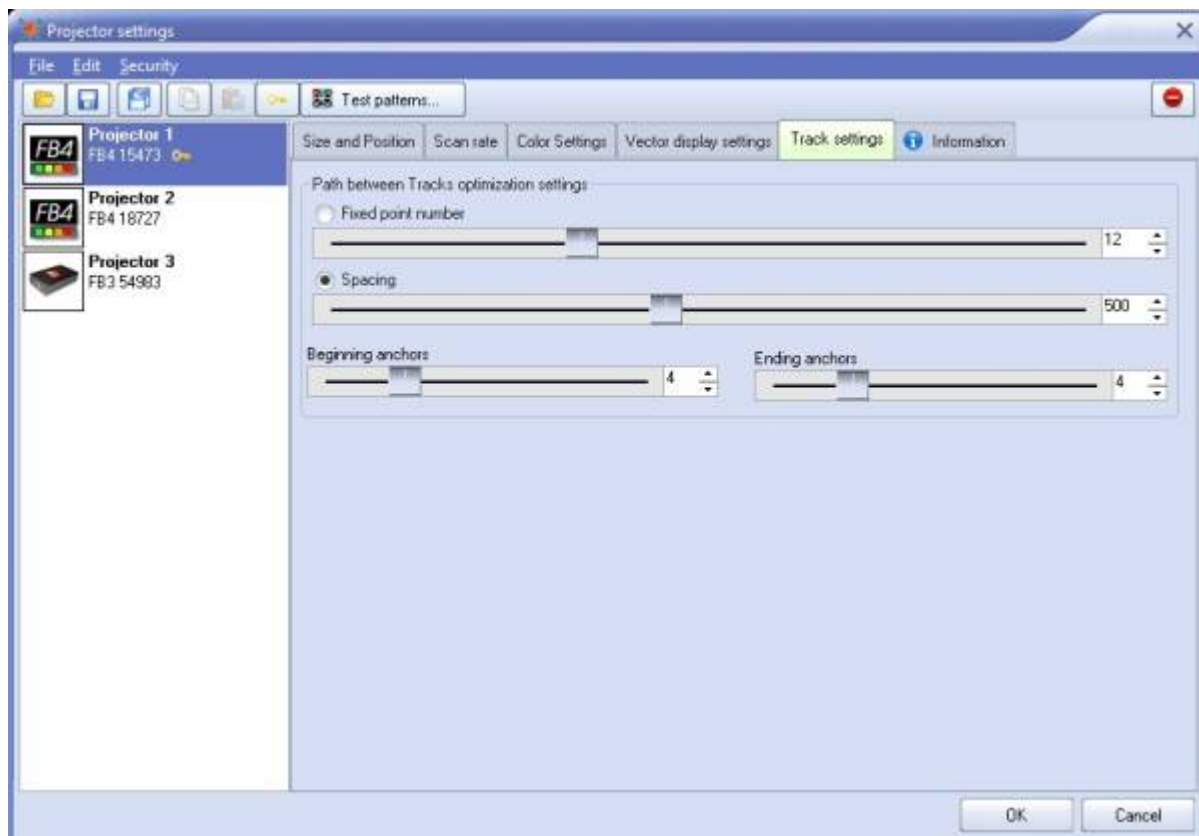 Projector settings
File Edit Security
Test patterns...
FB4
Projector 1
FB4 15473
FB4
Projector 2
FB4 18727
Projector 3
FB3 54983
Size and Position Scan rate Color Settings Vector display settings Track settings Information
Path between Tracks optimization settings
Fixed point number
12
Spacing
500
Beginning anchors
4
Ending anchors
4
OK Cancel